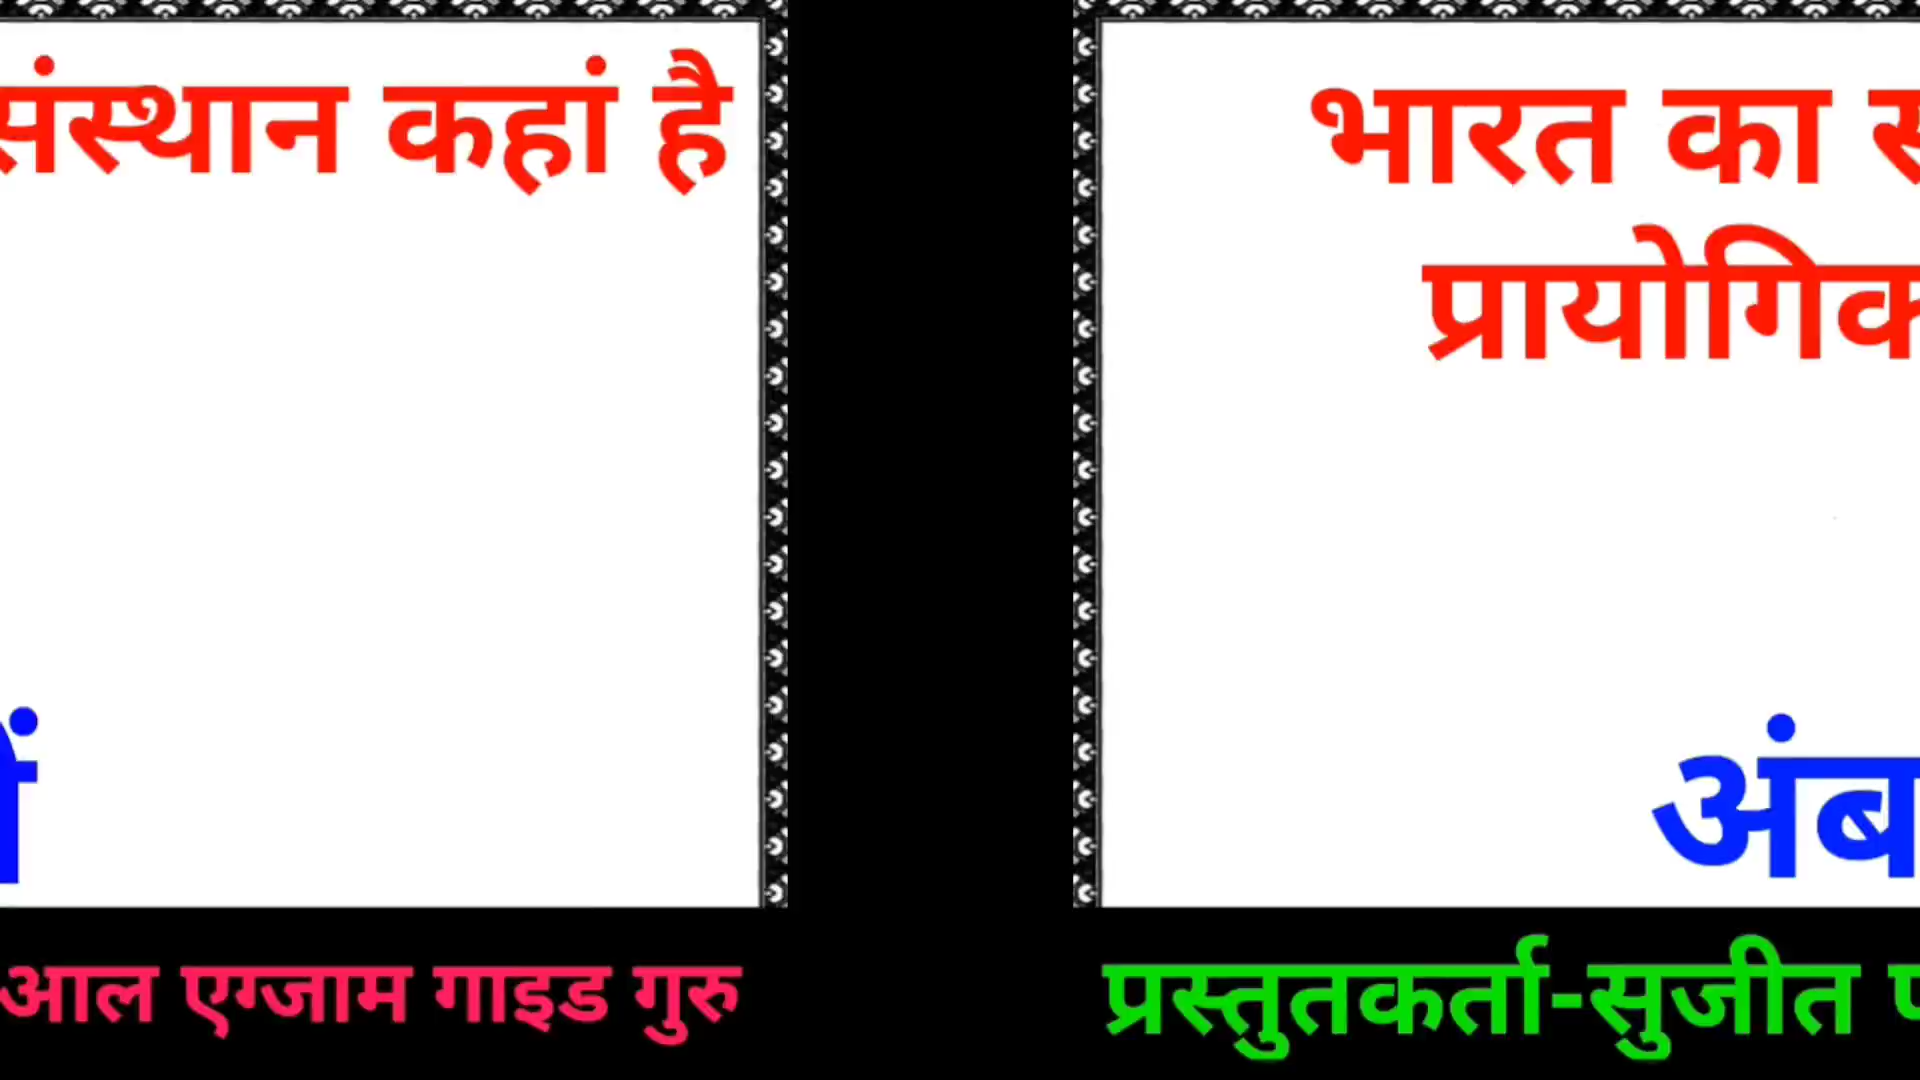 संस्थान कहां है
आल एग्जाम गाइड गुरु
भारत का
प्रायोगिक
अंब
प्रस्तुतकर्ता-सुजीत